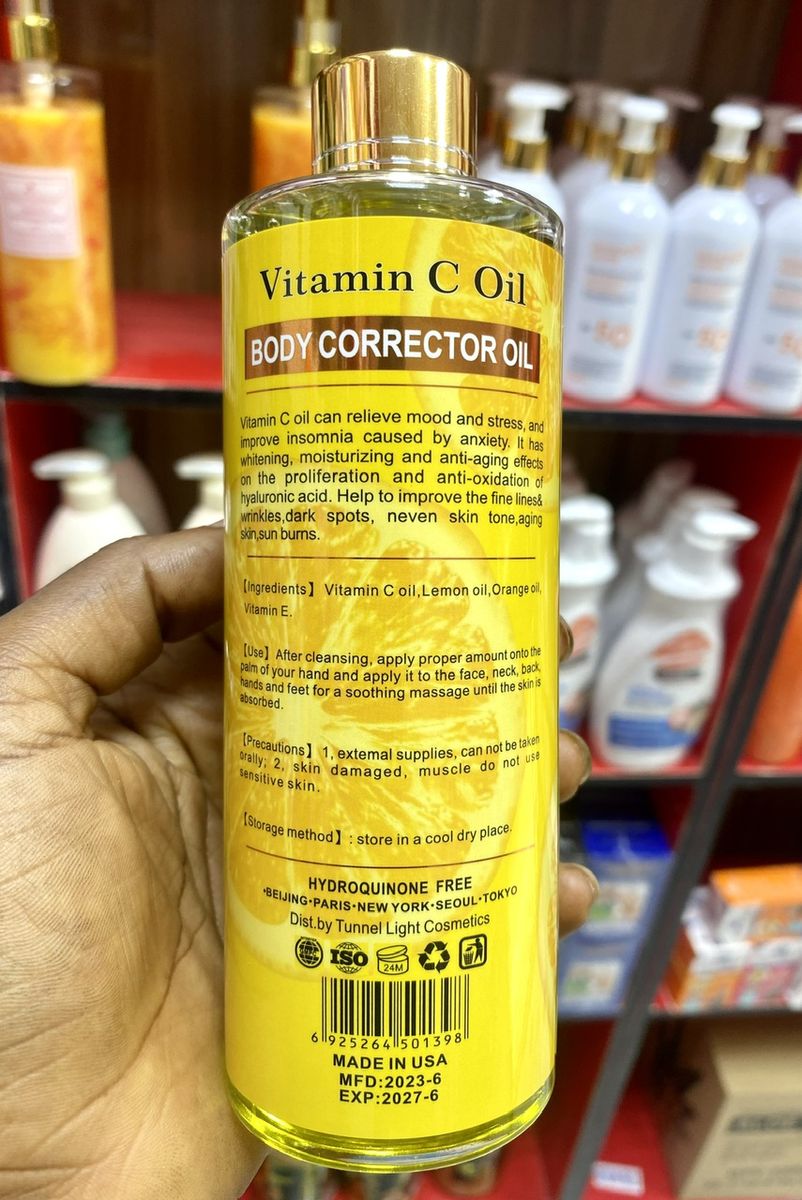 Vitamin C Oil
BODY CORRECTOR OIL
Vitamin C oil can relieve mood and stress, and
improve insomnia caused by anxiety. It has
whitening, moisturizing and anti-aging effects
on the proliferation and anti-oxidation of
hyaluronic acid. Help to improve the fine lines&
wrinkles,dark spots, neven skin tone,aging
skin,sun burns.
【Ingredients】 Vitamin C oil,Lemon oil,Orange oil,
Vitamin E.
【Use】After cleansing, apply proper amount onto the
palm of your hand and apply it to the face, neck, back,
hands and feet for a soothing massage until the skin is
absorbed.
【Precautions】 1, external supplies, can not be taken
orally; 2, skin damaged, muscle do not use
sensitive skin.
【Storage method】: store in a cool dry place.
HYDROQUINONE FREE
·BEIJING·PARIS·NEW YORK·SEOUL·TOKYO
Dist.by Tunnel Light Cosmetics
ISO
24M
6 925264 501398
MADE IN USA
MFD:2023-6
EXP:2027-6
50